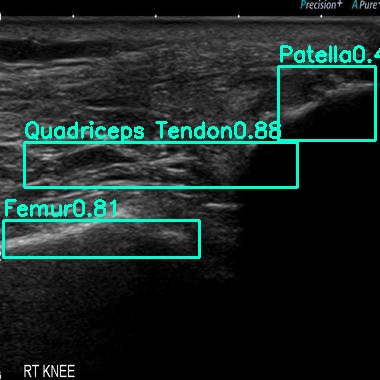 Precision+ A Pure+
Patella0.4
Quadriceps Tendon0.88
Femur0.81
RT KNEE